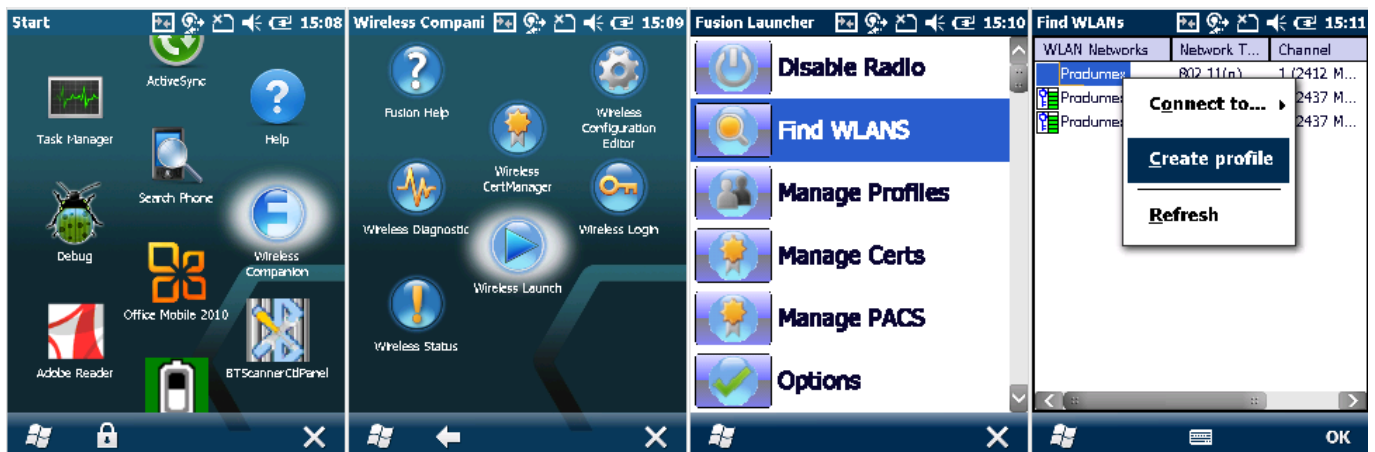 Start 15:08
ActiveSync
Task Manager
Help
Search Phone
Debug
Wireless
Companion
Office Mobile 2010
Adobe Reader
BTScannerCtlPanel
Wireless Compani 15:09
Fusion Help
Wireless
Configuration
Editor
Wireless
CertManager
Wireless Diagnostic
Wireless Login
Wireless Launch
Wireless Status
Fusion Launcher 15:10
Disable Radio
Find WLANS
Manage Profiles
Manage Certs
Manage PACS
Options
Find WLANs 15:11
WLAN Networks Network T... Channel
Produmex 802.11(n) 1 (2412 M...
Produme 2437 M...
Produme 2437 M...
Connect to...
Create profile
Refresh
OK